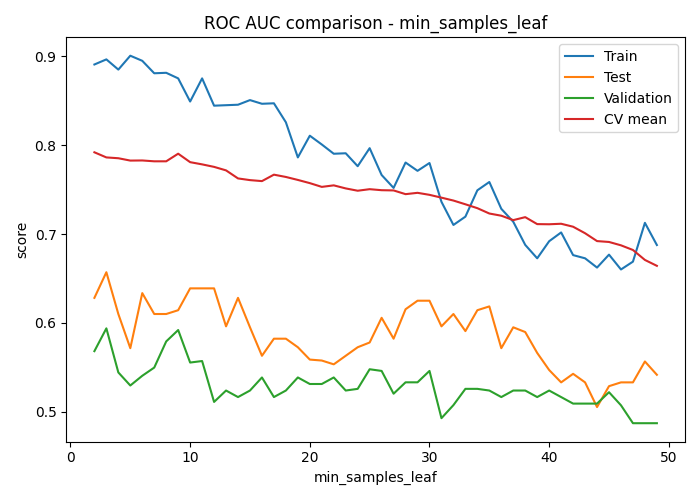 ROC AUC comparison - min_samples_leaf
Train
Test
Validation
CV mean
score
0.9
0.8
0.7
0.6
0.5
0
10
20
30
40
50
min_samples_leaf